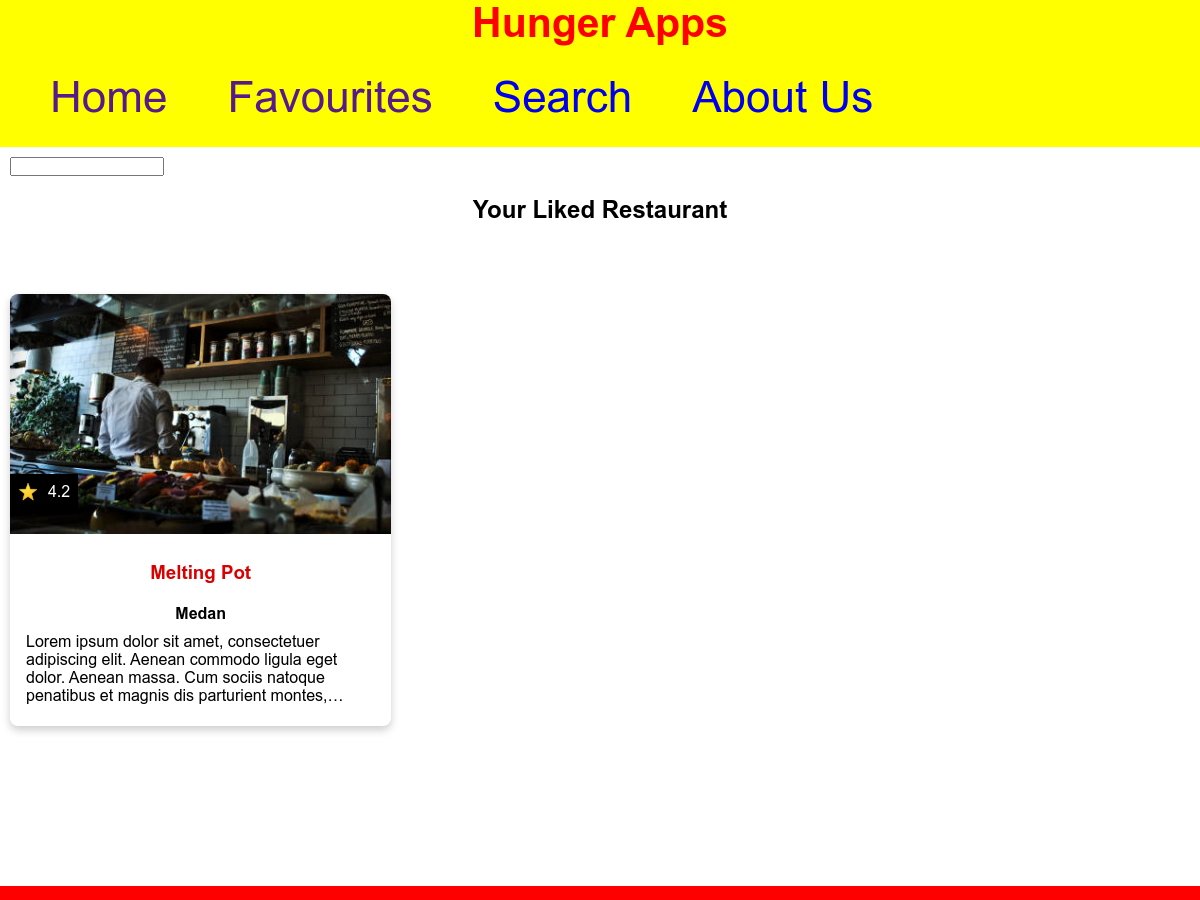 Hunger Apps
Home Favourites Search About Us
Your Liked Restaurant
4.2
Melting Pot
Medan
Lorem ipsum dolor sit amet, consectetuer
adipiscing elit. Aenean commodo ligula eget
dolor. Aenean massa. Cum sociis natoque
penatibus et magnis dis parturient montes,…